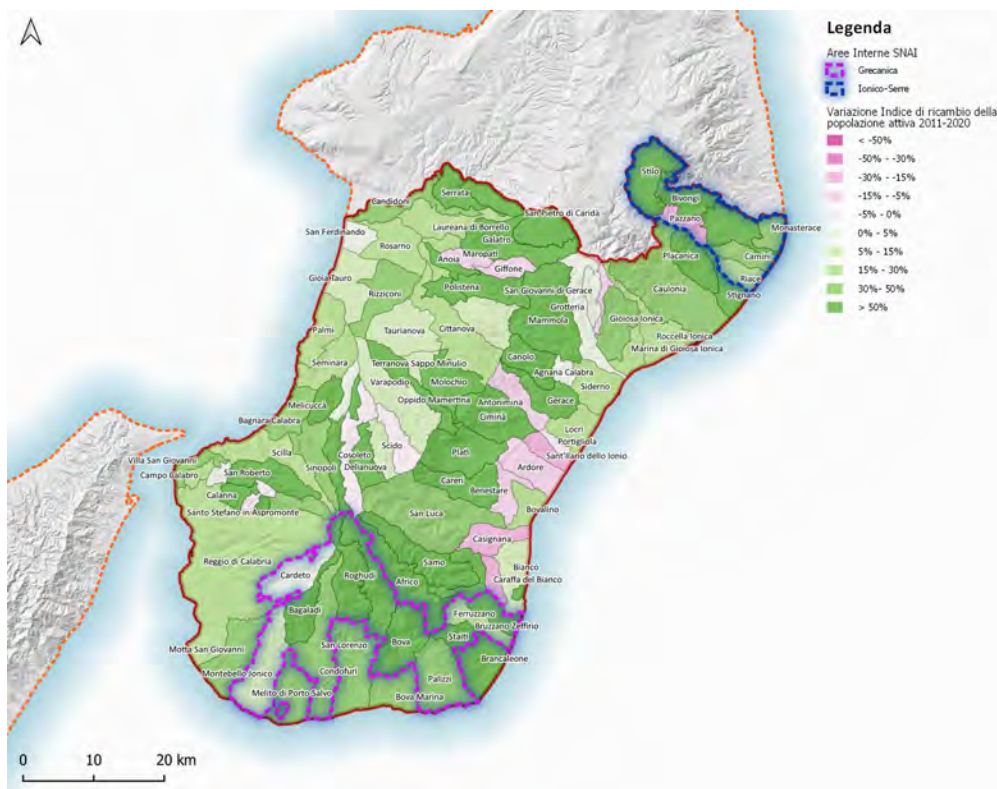 Legenda
Aree Interne SNAI
Grecanica
Ionico-Serre
Variazione Indice di ricambio della
popolazione attiva 2011-2020
< -50%
-50% - -30%
-30% - -15%
-15% - -5%
-5% - 0%
0% - 5%
5% - 15%
15% - 30%
30%- 50%
> 50%
Stilo
Serrata
Bivongi
Candidoni
San Pietro di Caridà
Pazzano
Laureana di Borrello
Monasterace
San Ferdinando
Galatro
Rosarno
Maropati
Placanica
Camini
Anoia
Giffone
Riace
Gioia Tauro
Polistena
San Giovanni di Gerace
Caulonia
Rizziconi
Stignano
Grotteria
Mammola
Gioiosa Ionica
Palmi
Taurianova
Cittanova
Roccella Ionica
Marina di Gioiosa Ionica
Seminara
Terranova Sappo Minulio
Canolo
Agnana Calabra
Varapodio
Molochio
Siderno
Oppido Mamertina
Antonimina
Gerace
Melicuccà
Ciminà
Bagnara Calabra
Locri
Scido
Portigliola
Scilla
Cosoleto
Platì
Sant'Ilario dello Ionio
Villa San Giovanni
Sinopoli
Delianuova
Ardore
Campo Calabro
San Roberto
Careri
Benestare
Calanna
Bovalino
Santo Stefano in Aspromonte
San Luca
Casignana
Reggio di Calabria
Samo
Bianco
Cardeto
Roghudi
Africo
Caraffa del Bianco
Bagaladi
Ferruzzano
Bruzzano Zeffirio
Staiti
Motta San Giovanni
San Lorenzo
Bova
Brancaleone
Montebello Jonico
Condofuri
Palizzi
Melito di Porto Salvo
Bova Marina
0 10 20 km